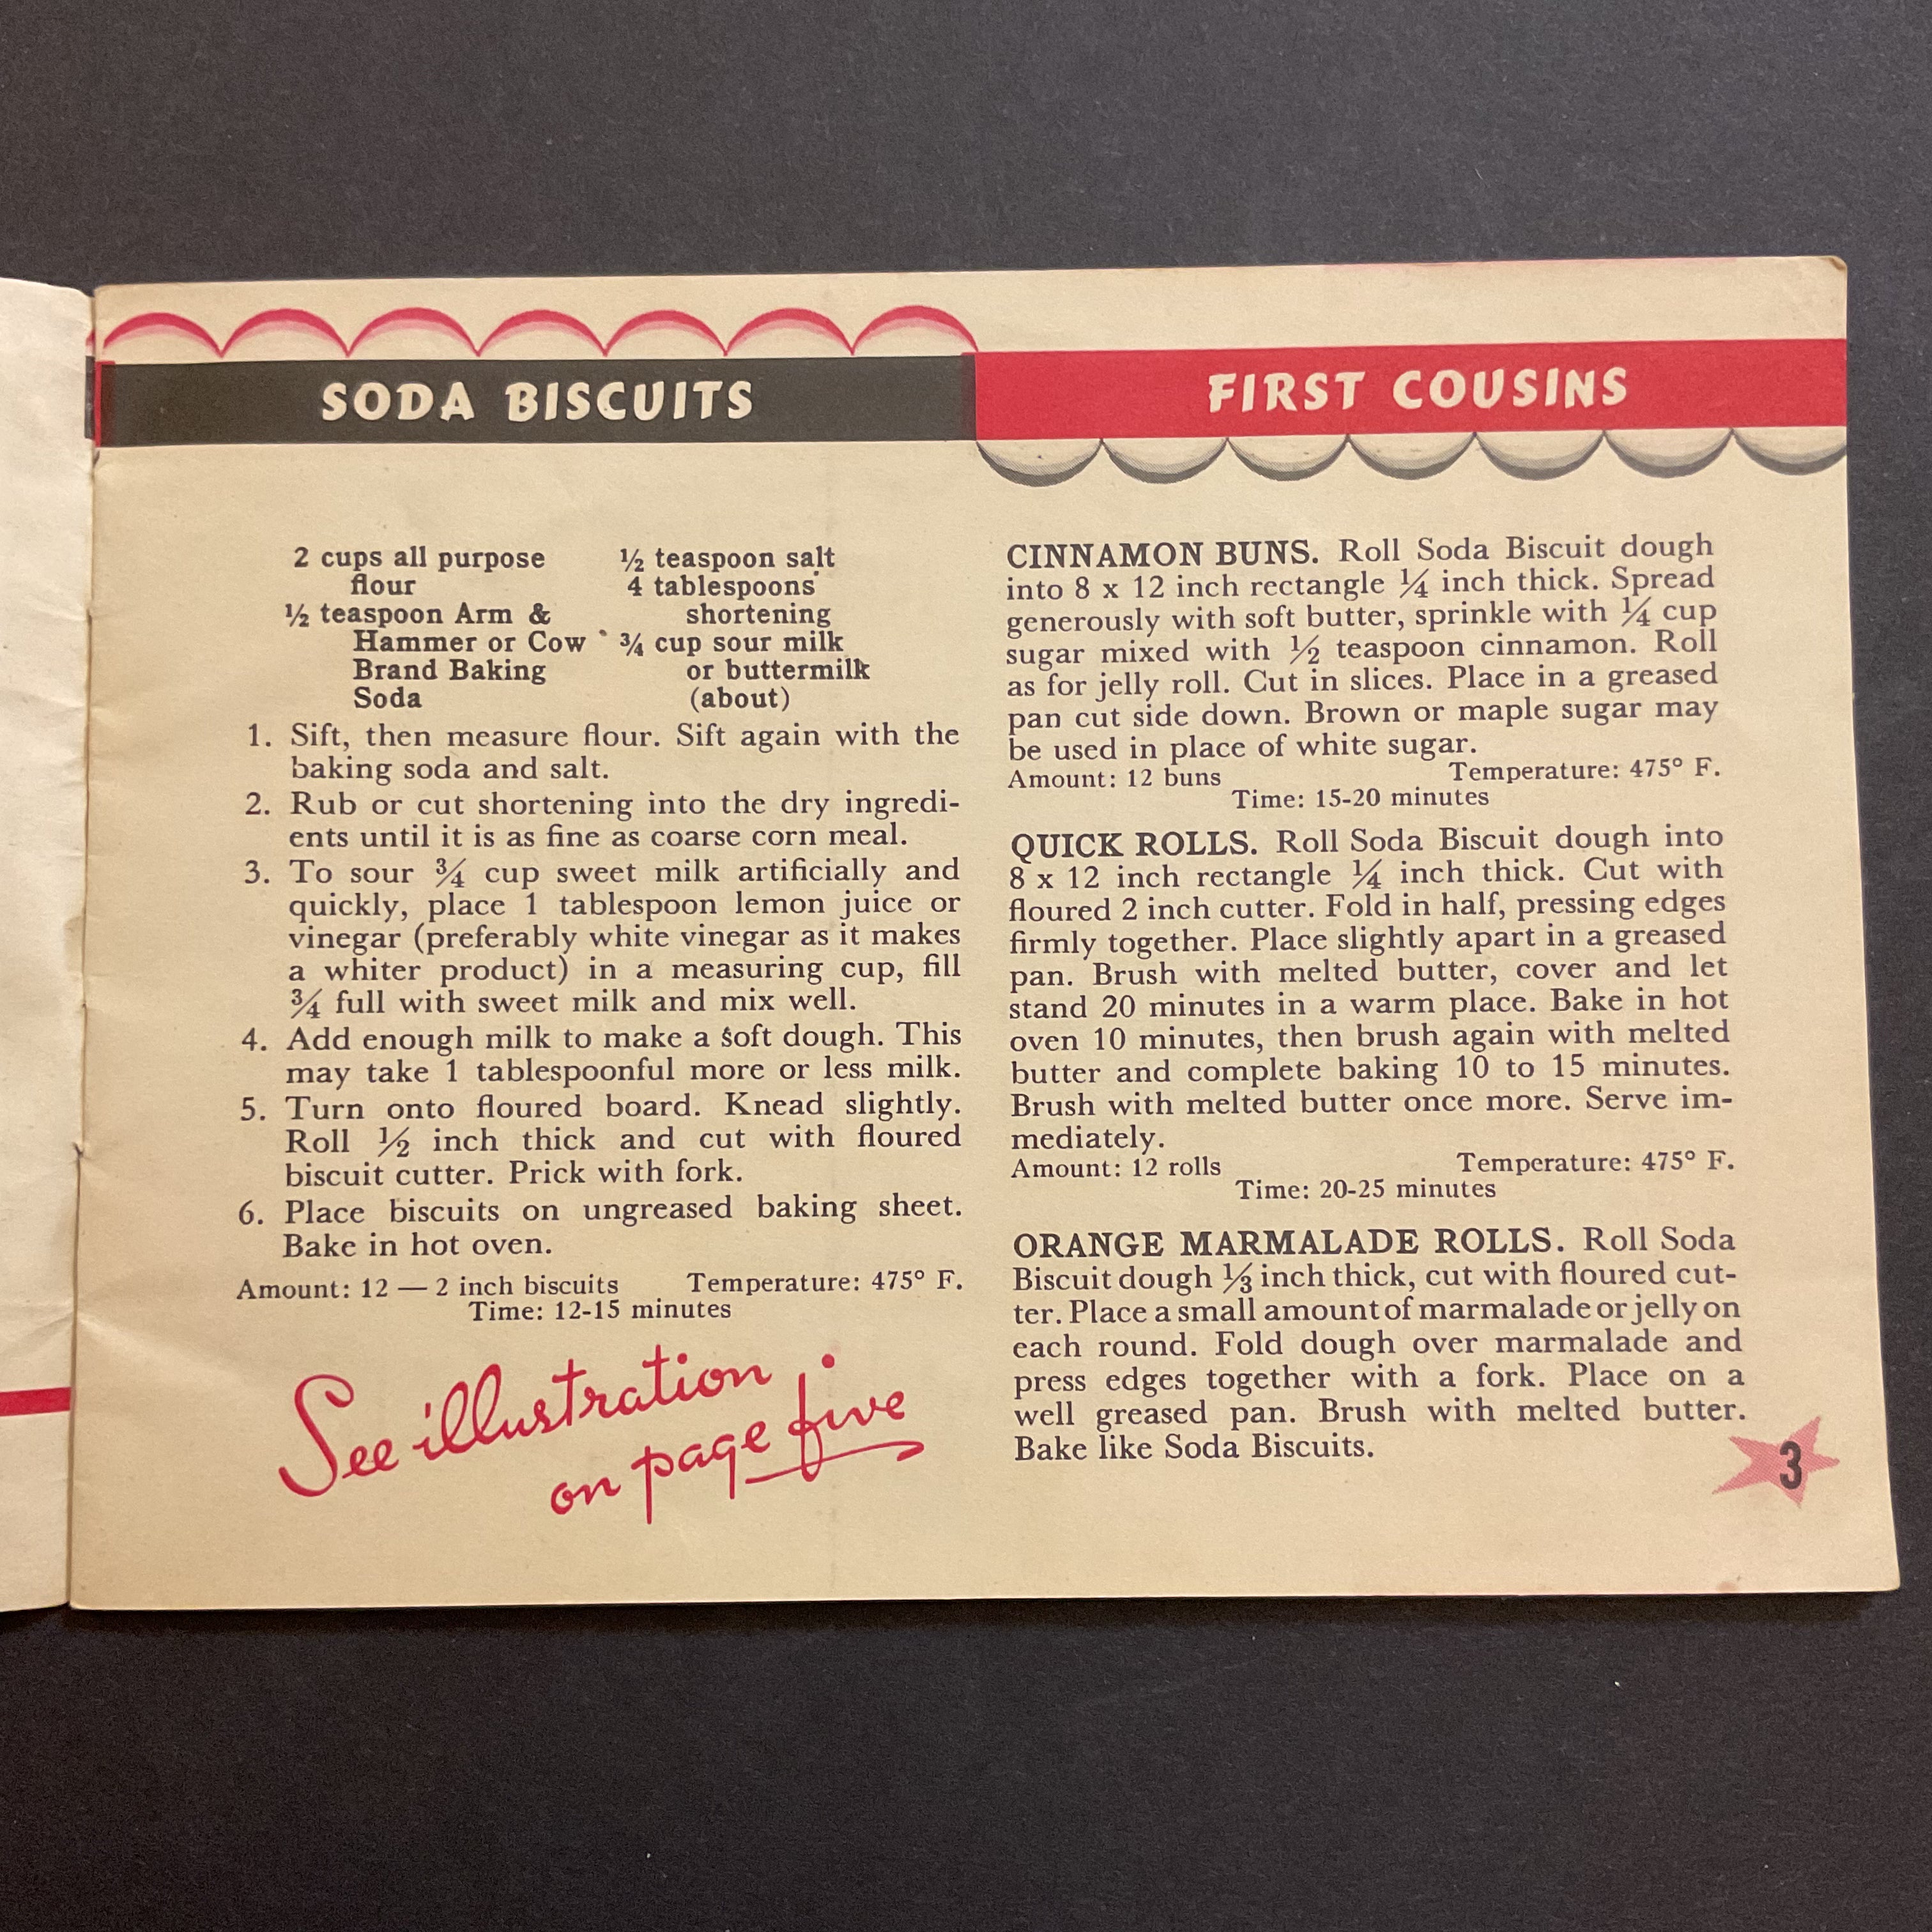 SODA BISCUITS
2 cups all purpose
flour
½ teaspoon Arm &
Hammer or Cow
Brand Baking
Soda
½ teaspoon salt
4 tablespoons
shortening
¾ cup sour milk
or buttermilk
(about)
1. Sift, then measure flour. Sift again with the
baking soda and salt.
2. Rub or cut shortening into the dry ingredi-
ents until it is as fine as coarse corn meal.
3. To sour ¾ cup sweet milk artificially and
quickly, place 1 tablespoon lemon juice or
vinegar (preferably white vinegar as it makes
a whiter product) in a measuring cup, fill
¾ full with sweet milk and mix well.
4. Add enough milk to make a soft dough. This
may take 1 tablespoonful more or less milk.
5. Turn onto floured board. Knead slightly.
Roll ½ inch thick and cut with floured
biscuit cutter. Prick with fork.
6. Place biscuits on ungreased baking sheet.
Bake in hot oven.
Amount: 12 — 2 inch biscuits Temperature: 475° F.
Time: 12-15 minutes
See illustration
on page five
FIRST COUSINS
CINNAMON BUNS. Roll Soda Biscuit dough
into 8 x 12 inch rectangle ¼ inch thick. Spread
generously with soft butter, sprinkle with ¼ cup
sugar mixed with ½ teaspoon cinnamon. Roll
as for jelly roll. Cut in slices. Place in a greased
pan cut side down. Brown or maple sugar may
be used in place of white sugar.
Amount: 12 buns Temperature: 475° F.
Time: 15-20 minutes
QUICK ROLLS. Roll Soda Biscuit dough into
8 x 12 inch rectangle ¼ inch thick. Cut with
floured 2 inch cutter. Fold in half, pressing edges
firmly together. Place slightly apart in a greased
pan. Brush with melted butter, cover and let
stand 20 minutes in a warm place. Bake in hot
oven 10 minutes, then brush again with melted
butter and complete baking 10 to 15 minutes.
Brush with melted butter once more. Serve im-
mediately.
Amount: 12 rolls Temperature: 475° F.
Time: 20-25 minutes
ORANGE MARMALADE ROLLS. Roll Soda
Biscuit dough ⅓ inch thick, cut with floured cut-
ter. Place a small amount of marmalade or jelly on
each round. Fold dough over marmalade and
press edges together with a fork. Place on a
well greased pan. Brush with melted butter.
Bake like Soda Biscuits.
3